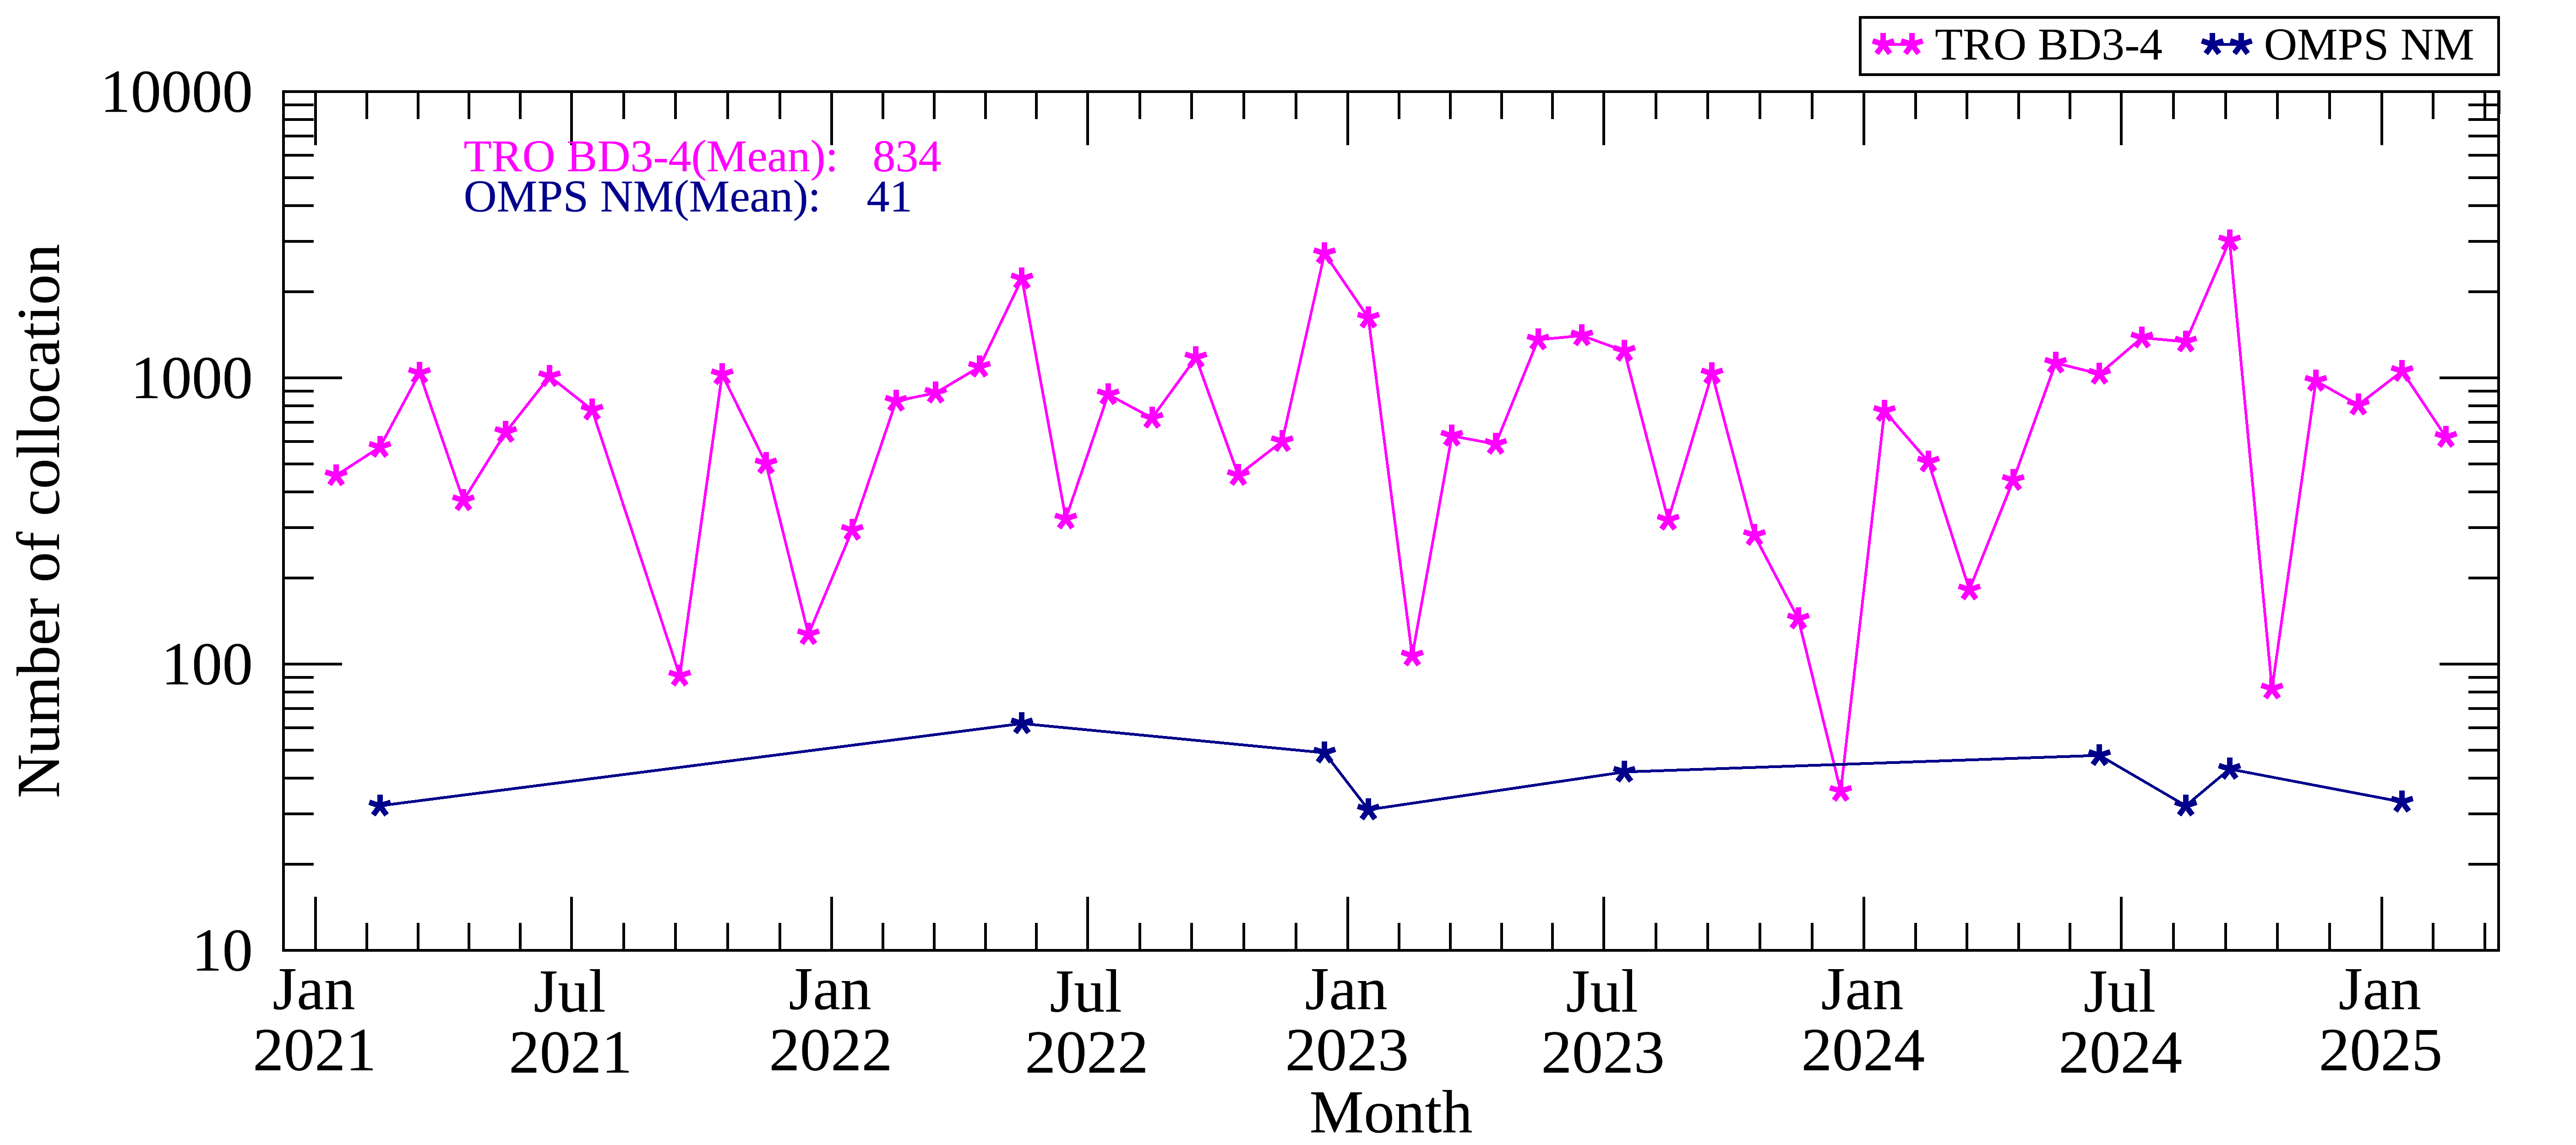 TRO BD3-4 OMPS NM
10000
TRO BD3-4(Mean): 834
OMPS NM(Mean): 41
1000
100
10
Number of collocation
Jan Jul Jan Jul Jan Jul Jan Jul Jan
2021 2021 2022 2022 2023 2023 2024 2024 2025
Month